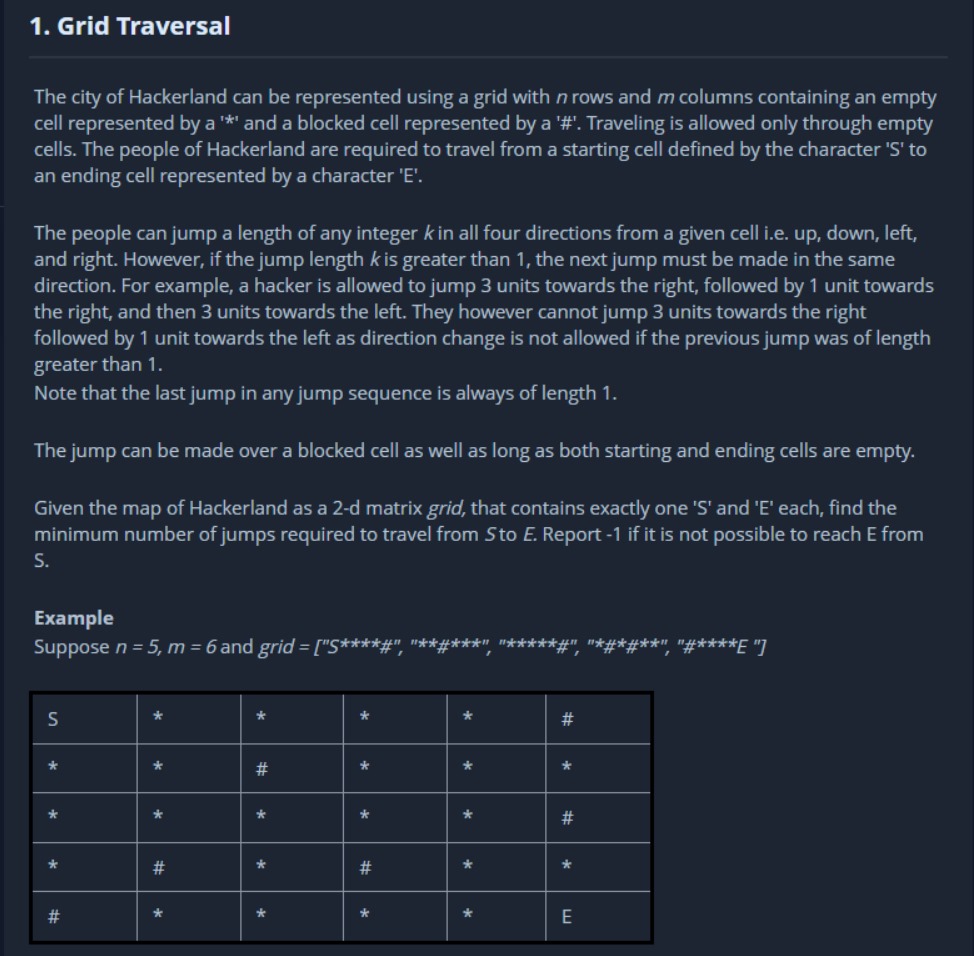 1. Grid Traversal
The city of Hackerland can be represented using a grid with n rows and m columns containing an empty
cell represented by a '*' and a blocked cell represented by a '#'. Traveling is allowed only through empty
cells. The people of Hackerland are required to travel from a starting cell defined by the character 'S' to
an ending cell represented by a character 'E'.
The people can jump a length of any integer k in all four directions from a given cell i.e. up, down, left,
and right. However, if the jump length k is greater than 1, the next jump must be made in the same
direction. For example, a hacker is allowed to jump 3 units towards the right, followed by 1 unit towards
the right, and then 3 units towards the left. They however cannot jump 3 units towards the right
followed by 1 unit towards the left as direction change is not allowed if the previous jump was of length
greater than 1.
Note that the last jump in any jump sequence is always of length 1.
The jump can be made over a blocked cell as well as long as both starting and ending cells are empty.
Given the map of Hackerland as a 2-d matrix grid, that contains exactly one 'S' and 'E' each, find the
minimum number of jumps required to travel from S to E. Report -1 if it is not possible to reach E from
S.
Example
Suppose n = 5, m = 6 and grid = ["S****#", "**#***", "*****#", "*#*#**", "#****E "]
S * * * * #
* * # * * *
* * * * * #
* # * # * *
# * * * * E